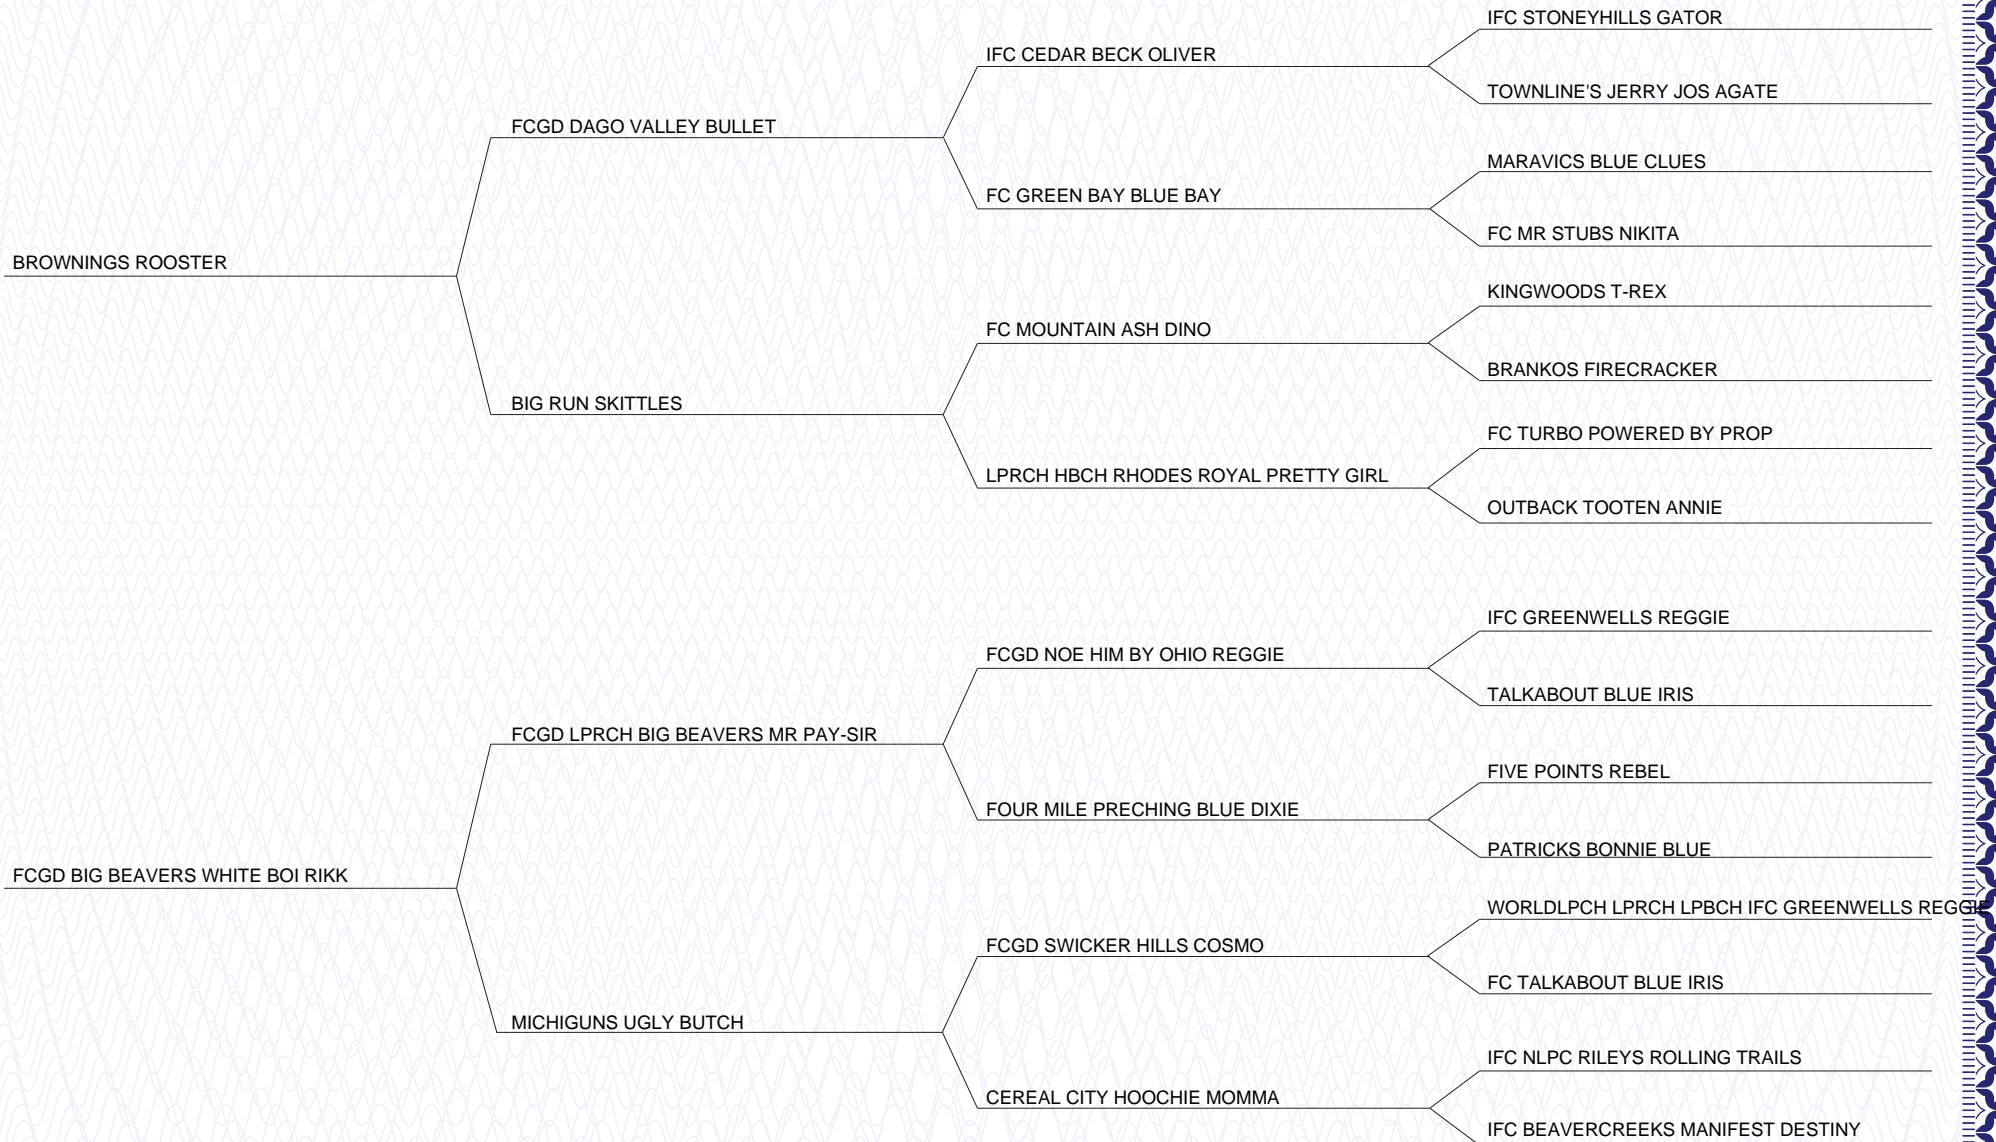 IFC STONEYHILLS GATOR
IFC CEDAR BECK OLIVER
TOWNLINE'S JERRY JOS AGATE
FCGD DAGO VALLEY BULLET
MARAVICS BLUE CLUES
FC GREEN BAY BLUE BAY
FC MR STUBS NIKITA
BROWNINGS ROOSTER
KINGWOODS T-REX
FC MOUNTAIN ASH DINO
BRANKOS FIRECRACKER
BIG RUN SKITTLES
FC TURBO POWERED BY PROP
LPRCH HBCH RHODES ROYAL PRETTY GIRL
OUTBACK TOOTEN ANNIE
IFC GREENWELLS REGGIE
FCGD NOE HIM BY OHIO REGGIE
TALKABOUT BLUE IRIS
FCGD LPRCH BIG BEAVERS MR PAY-SIR
FIVE POINTS REBEL
FOUR MILE PRECHING BLUE DIXIE
PATRICKS BONNIE BLUE
FCGD BIG BEAVERS WHITE BOI RIKK
WORLDLPCH LPRCH LPBCH IFC GREENWELLS REGGIE
FCGD SWICKER HILLS COSMO
FC TALKABOUT BLUE IRIS
MICHIGUNS UGLY BUTCH
IFC NLPC RILEYS ROLLING TRAILS
CEREAL CITY HOOCHIE MOMMA
IFC BEAVERCREEKS MANIFEST DESTINY